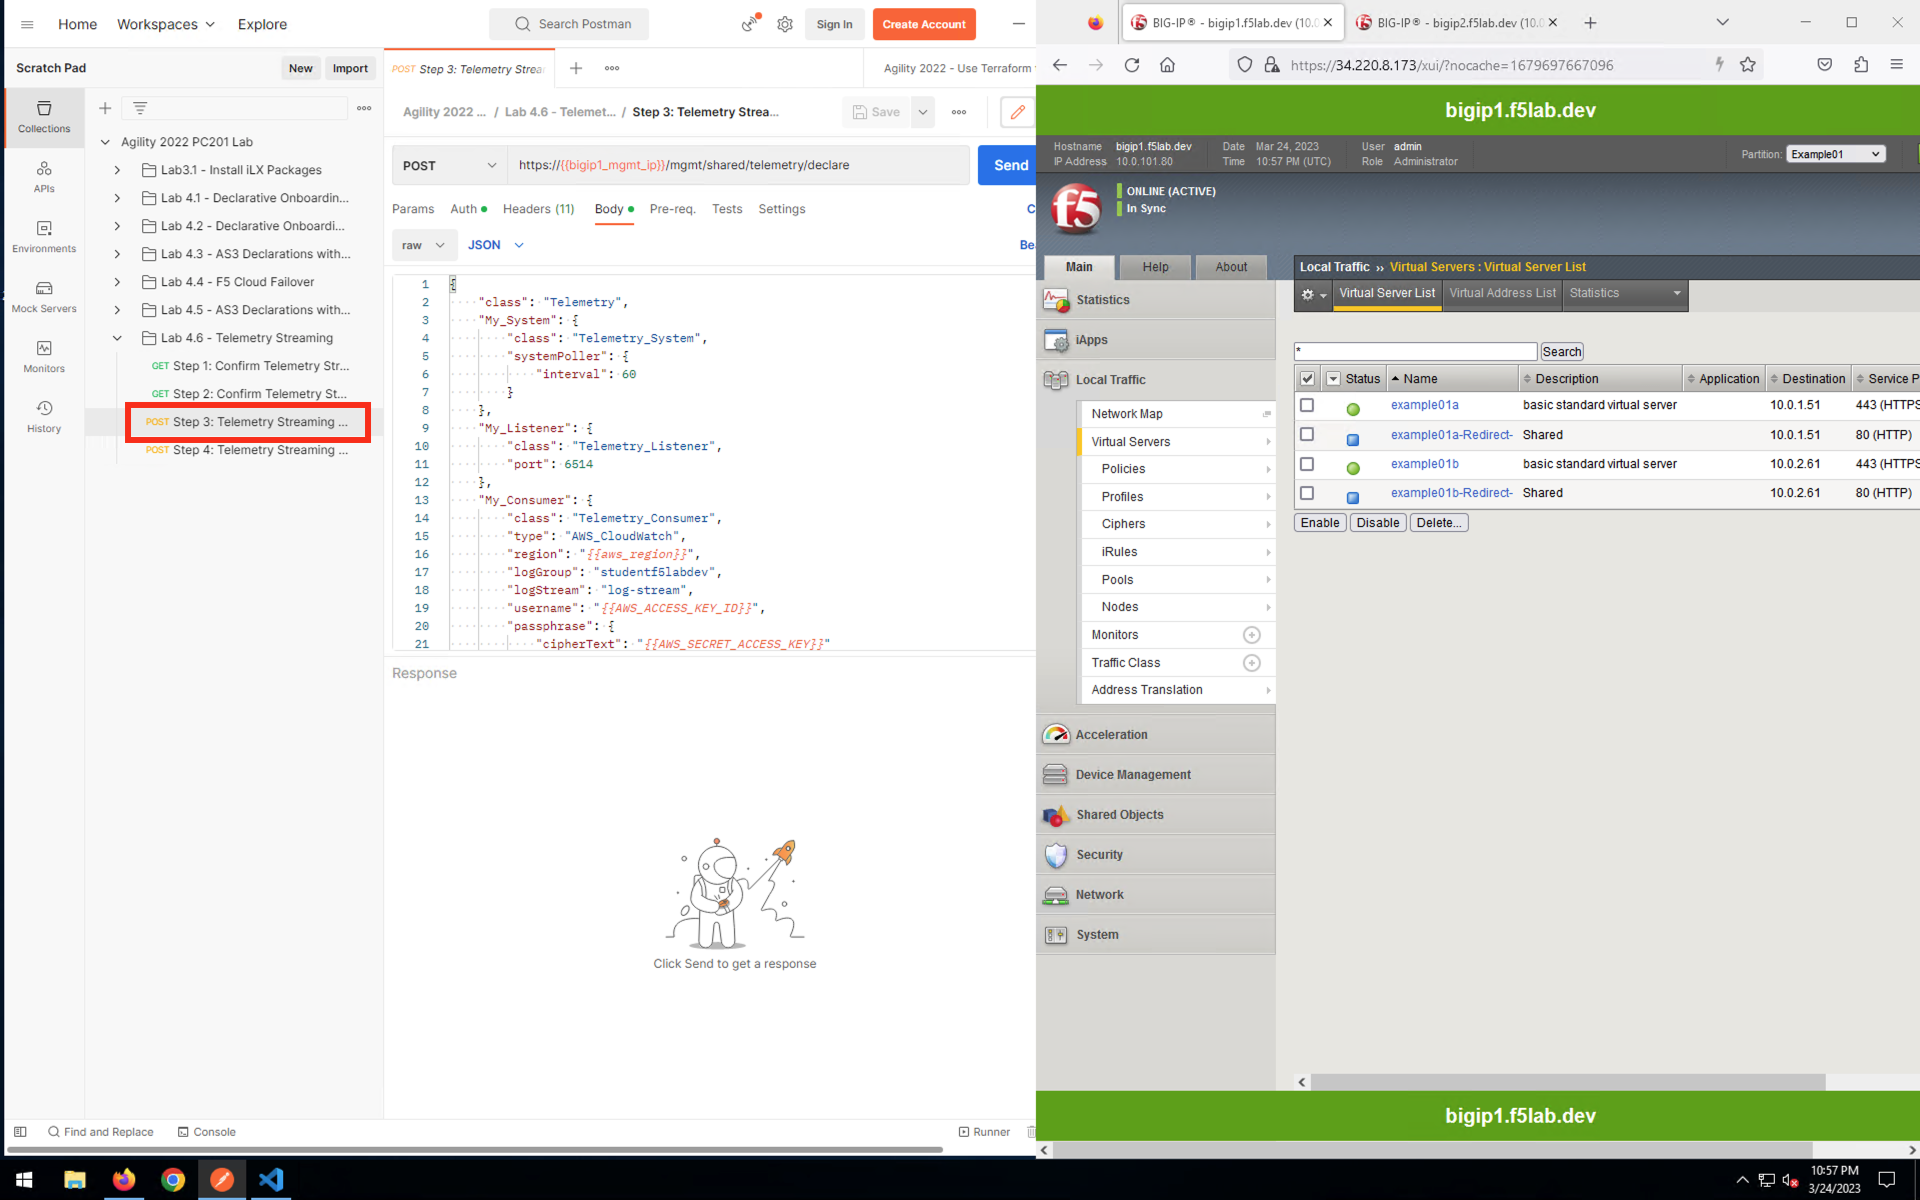 Home
Workspaces
Explore
Search Postman
Sign In
Create Account
Scratch Pad
New
Import
POST Step 3: Telemetry Strea
Agility 2022 - Use Terraform
Collections
APIs
Environments
Mock Servers
Monitors
History
Agility 2022 PC201 Lab
Lab3.1 - Install iLX Packages
Lab 4.1 - Declarative Onboardin...
Lab 4.2 - Declarative Onboardi...
Lab 4.3 - AS3 Declarations with...
Lab 4.4 - F5 Cloud Failover
Lab 4.5 - AS3 Declarations with...
Lab 4.6 - Telemetry Streaming
GET Step 1: Confirm Telemetry Str...
GET Step 2: Confirm Telemetry St...
POST Step 3: Telemetry Streaming ...
POST Step 4: Telemetry Streaming ...
Agility 2022 ... / Lab 4.6 - Telemet... / Step 3: Telemetry Strea...
Save
POST
https://{{bigip1_mgmt_ip}}/mgmt/shared/telemetry/declare
Send
Params
Auth
Headers (11)
Body
Pre-req.
Tests
Settings
C
raw
JSON
Be
1 {
2 "class": "Telemetry",
3 "My_System": {
4 "class": "Telemetry_System",
5 "systemPoller": {
6 "interval": 60
7 }
8 },
9 "My_Listener": {
10 "class": "Telemetry_Listener",
11 "port": 6514
12 },
13 "My_Consumer": {
14 "class": "Telemetry_Consumer",
15 "type": "AWS_CloudWatch",
16 "region": "{{aws_region}}",
17 "logGroup": "studentf5labdev",
18 "logStream": "log-stream",
19 "username": "{{AWS_ACCESS_KEY_ID}}",
20 "passphrase": {
21 "cipherText": "{{AWS_SECRET_ACCESS_KEY}}"
Response
Click Send to get a response
Find and Replace
Console
Runner
BIG-IP® - bigip1.f5lab.dev (10.0
BIG-IP® - bigip2.f5lab.dev (10.0
https://34.220.8.173/xui/?nocache=1679697667096
bigip1.f5lab.dev
Hostname bigip1.f5lab.dev
IP Address 10.0.101.80
Date Mar 24, 2023
Time 10:57 PM (UTC)
User admin
Role Administrator
Partition: Example01
f5
ONLINE (ACTIVE)
In Sync
Main
Help
About
Statistics
iApps
Local Traffic
Network Map
Virtual Servers
Policies
Profiles
Ciphers
iRules
Pools
Nodes
Monitors
Traffic Class
Address Translation
Acceleration
Device Management
Shared Objects
Security
Network
System
Local Traffic ›› Virtual Servers : Virtual Server List
Virtual Server List
Virtual Address List
Statistics
*
Search
Status Name Description Application Destination Service P
example01a basic standard virtual server 10.0.1.51 443 (HTTPS
example01a-Redirect- Shared 10.0.1.51 80 (HTTP)
example01b basic standard virtual server 10.0.2.61 443 (HTTPS
example01b-Redirect- Shared 10.0.2.61 80 (HTTP)
Enable
Disable
Delete...
bigip1.f5lab.dev
10:57 PM
3/24/2023